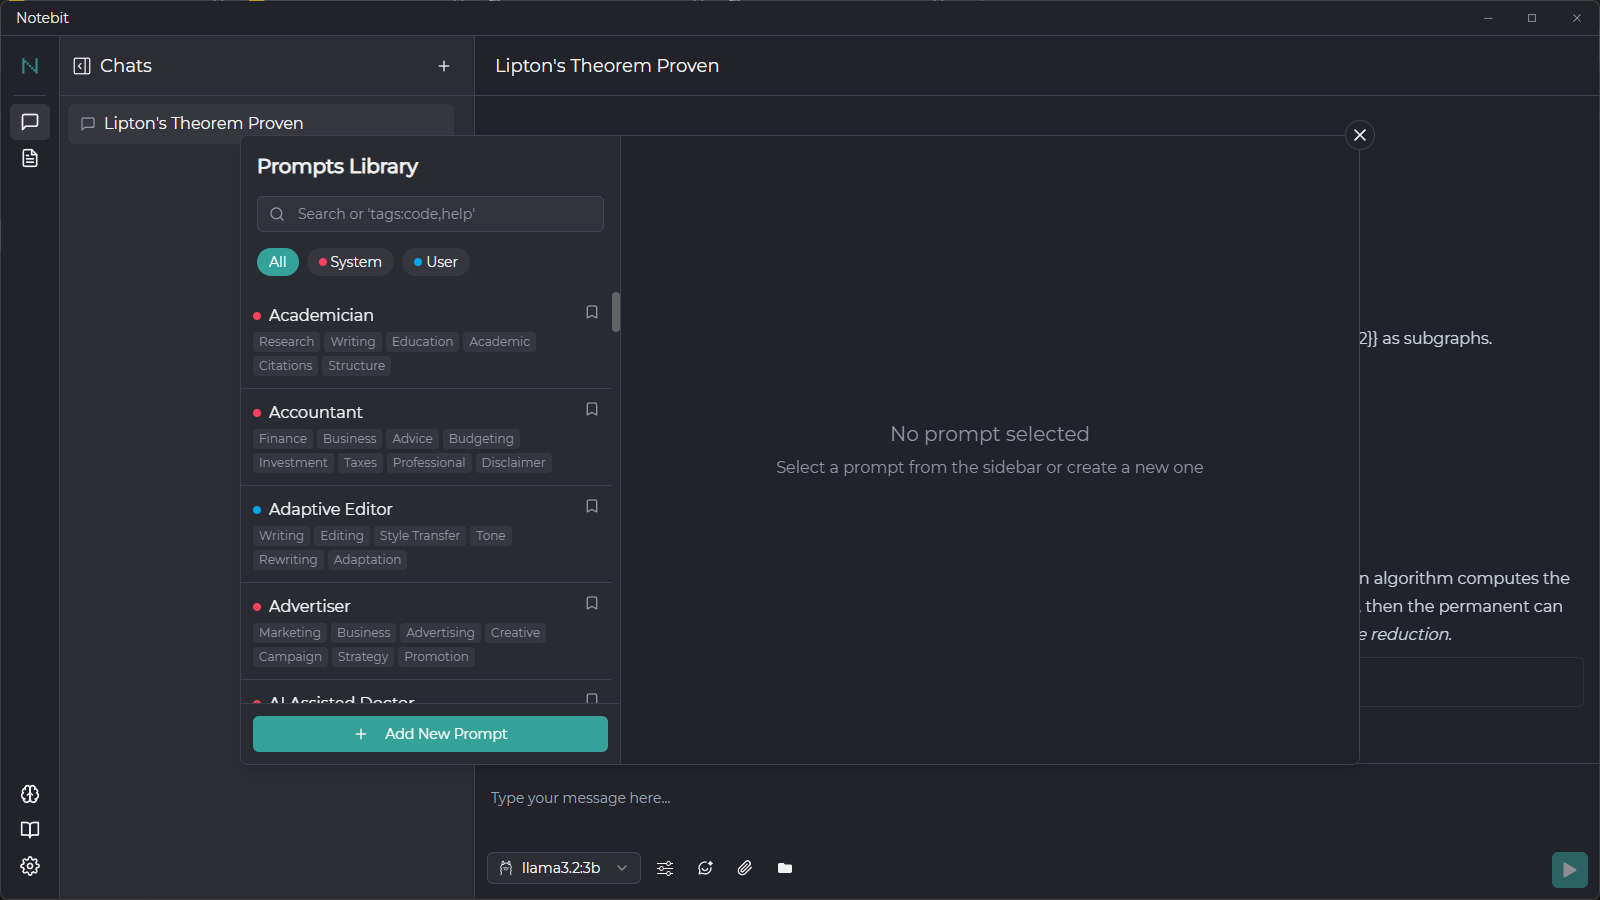 Notebit
Chats
Lipton's Theorem Proven
Lipton's Theorem Proven
Prompts Library
Search or 'tags:code,help'
All System User
Academician
Research Writing Education Academic
Citations Structure
Accountant
Finance Business Advice Budgeting
Investment Taxes Professional Disclaimer
Adaptive Editor
Writing Editing Style Transfer Tone
Rewriting Adaptation
Advertiser
Marketing Business Advertising Creative
Campaign Strategy Promotion
AI Assisted Doctor
Add New Prompt
No prompt selected
Select a prompt from the sidebar or create a new one
2}} as subgraphs.
n algorithm computes the
, then the permanent can
e reduction.
Type your message here...
llama3.2:3b